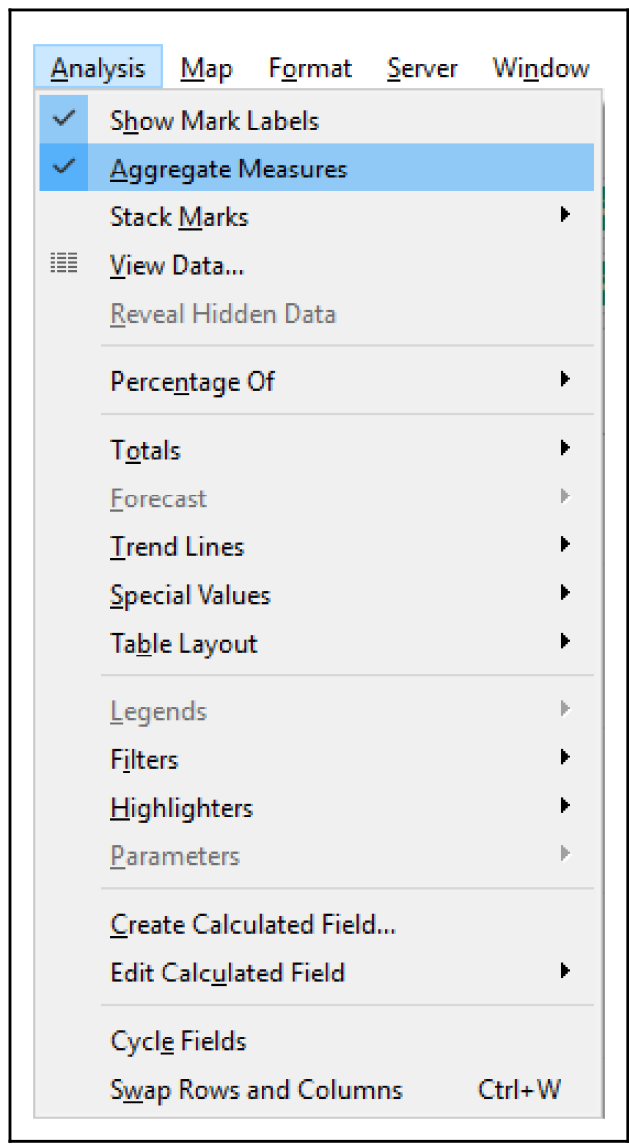 Analysis Map Format Server Window
Show Mark Labels
Aggregate Measures
Stack Marks
View Data...
Reveal Hidden Data
Percentage Of
Totals
Forecast
Trend Lines
Special Values
Table Layout
Legends
Filters
Highlighters
Parameters
Create Calculated Field...
Edit Calculated Field
Cycle Fields
Swap Rows and Columns Ctrl+W